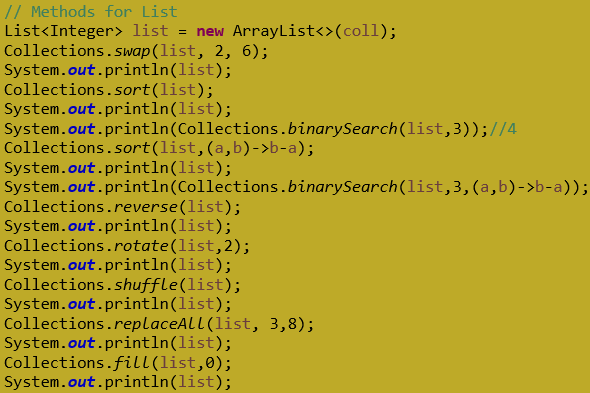 // Methods for List
List<Integer> list = new ArrayList<>(coll);
Collections.swap(list, 2, 6);
System.out.println(list);
Collections.sort(list);
System.out.println(list);
System.out.println(Collections.binarySearch(list,3));//4
Collections.sort(list,(a,b)->b-a);
System.out.println(list);
System.out.println(Collections.binarySearch(list,3,(a,b)->b-a));
Collections.reverse(list);
System.out.println(list);
Collections.rotate(list,2);
System.out.println(list);
Collections.shuffle(list);
System.out.println(list);
Collections.replaceAll(list, 3,8);
System.out.println(list);
Collections.fill(list,0);
System.out.println(list);